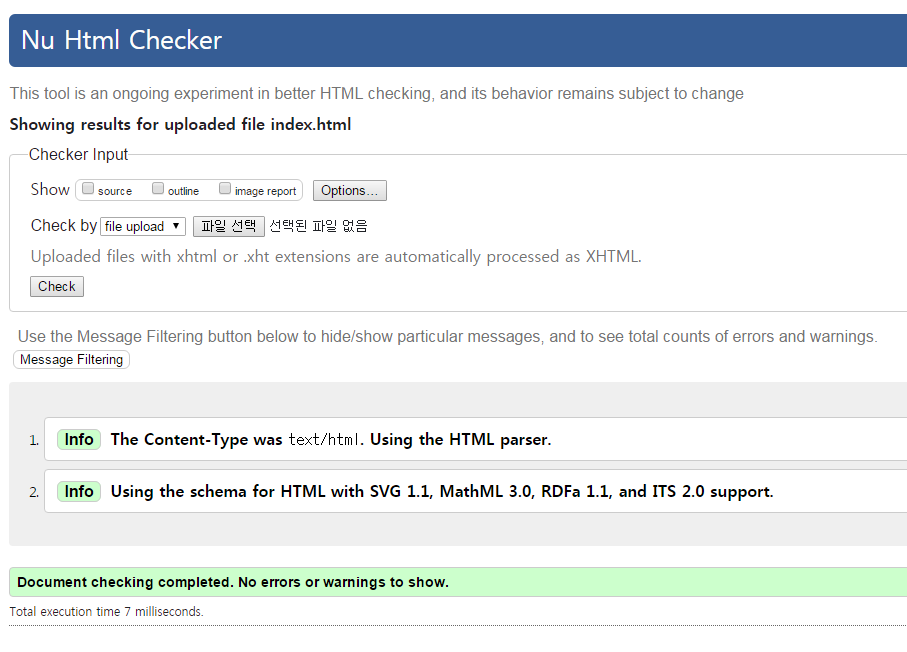 Nu Html Checker
This tool is an ongoing experiment in better HTML checking, and its behavior remains subject to change
Showing results for uploaded file index.html
Checker Input
Show source outline image report Options...
Check by file upload ▼ 파일 선택 선택된 파일 없음
Uploaded files with xhtml or .xht extensions are automatically processed as XHTML.
Check
Use the Message Filtering button below to hide/show particular messages, and to see total counts of errors and warnings.
Message Filtering
1. Info The Content-Type was text/html. Using the HTML parser.
2. Info Using the schema for HTML with SVG 1.1, MathML 3.0, RDFa 1.1, and ITS 2.0 support.
Document checking completed. No errors or warnings to show.
Total execution time 7 milliseconds.